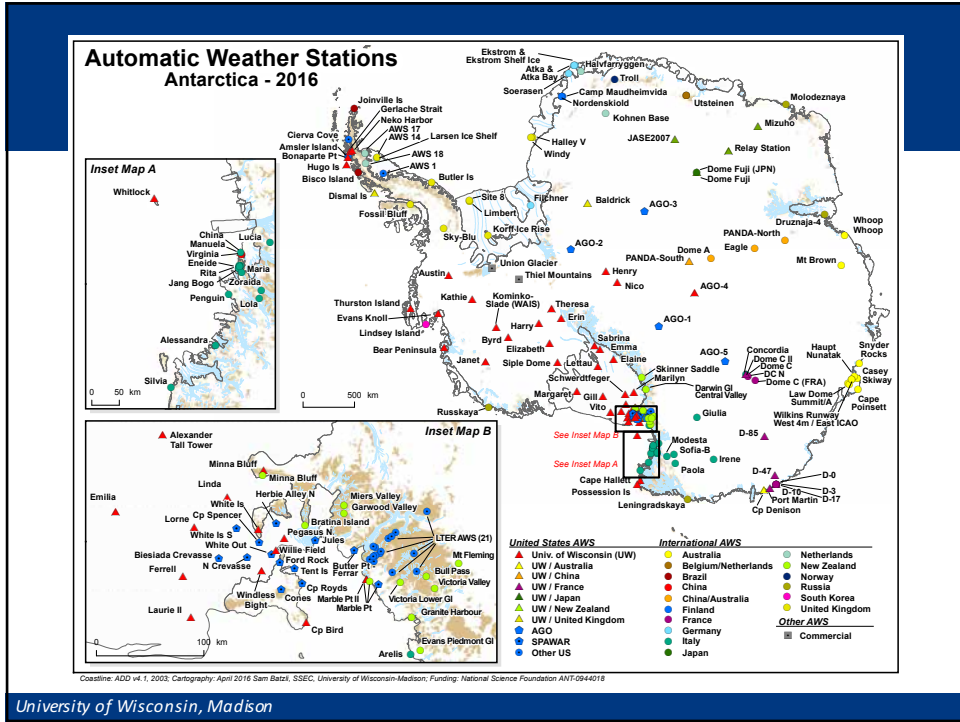 Automatic Weather Stations
Antarctica - 2016
Ekstrom &
Ekstrom Shelf Ice
Atka &
Atka Bay
Soerasen
Halvfarryggen
Troll
Camp Maudheimvida
Nordenskiold
Utsteinen
Molodeznaya
Kohnen Base
Mizuho
JASE2007
Relay Station
Halley V
Windy
Dome Fuji (JPN)
Dome Fuji
Joinville Is
Gerlache Strait
Neko Harbor
AWS 17
AWS 14
Larsen Ice Shelf
Cierva Cove
Amsler Island
Bonaparte Pt
Hugo Is
Bisco Island
AWS 18
AWS 1
Butler Is
Dismal Is
Fossil Bluff
Site 8
Limbert
Filchner
Baldrick
AGO-3
Druznaja-4
Whoop
Whoop
Sky-Blu
Korff Ice Rise
AGO-2
PANDA-North
Eagle
Dome A
PANDA-South
Mt Brown
Union Glacier
Thiel Mountains
Austin
Henry
Nico
AGO-4
Thurston Island
Kathie
Kominko-
Slade (WAIS)
Theresa
Erin
Evans Knoll
Lindsey Island
Harry
Byrd
AGO-1
Bear Peninsula
Elizabeth
Sabrina
Emma
Janet
Siple Dome
Lettau
Elaine
AGO-5
Concordia
Dome C II
Dome C
DC N
Dome C (FRA)
Haupt
Nunatak
Snyder
Rocks
Casey
Skiway
Law Dome
Summit/A
Cape
Poinsett
Wilkins Runway
West 4m / East ICAO
Skinner Saddle
Marilyn
Schwerdtfeger
Darwin Gl
Central Valley
Margaret
Gill
Vito
Russkaya
Giulia
See Inset Map B
D-85
Modesta
Sofia-B
Irene
Paola
See Inset Map A
Cape Hallett
Possession Is
Leningradskaya
D-47
D-0
D-10
D-3
D-17
Port Martin
Cp Denison
0
500
km
Inset Map A
Whitlock
China
Manuela
Virginia
Eneide
Rita
Jang Bogo
Lucia
Maria
Zoraida
Penguin
Lola
Alessandra
Silvia
0
50
km
Inset Map B
Alexander
Tall Tower
Minna Bluff
Minna Bluff
Linda
Herbie Alley N
Miers Valley
Garwood Valley
Emilia
White Is
Cp Spencer
Bratina Island
Lorne
Pegasus N
White Is S
Jules
LTER AWS (21)
White Out
Willie Field
Butter Pt
Mt Fleming
Biesiada Crevasse
Ford Rock
Ferrar
Bull Pass
Ferrell
N Crevasse
Tent Is
Cp Royds
Marble Pt II
Marble Pt
Victoria Valley
Windless
Bight
Cones
Victoria Lower Gl
Laurie II
Granite Harbour
Cp Bird
Evans Piedmont Gl
Arelis
0
100
km
United States AWS
Univ. of Wisconsin (UW)
UW / Australia
UW / China
UW / France
UW / Japan
UW / New Zealand
UW / United Kingdom
AGO
SPAWAR
Other US
International AWS
Australia
Belgium/Netherlands
Brazil
China
China/Australia
Finland
France
Germany
Italy
Japan
Netherlands
New Zealand
Norway
Russia
South Korea
United Kingdom
Other AWS
Commercial
Coastline: ADD v4.1, 2003; Cartography: April 2016 Sam Batzli, SSEC, University of Wisconsin-Madison; Funding: National Science Foundation ANT-0944018
University of Wisconsin, Madison